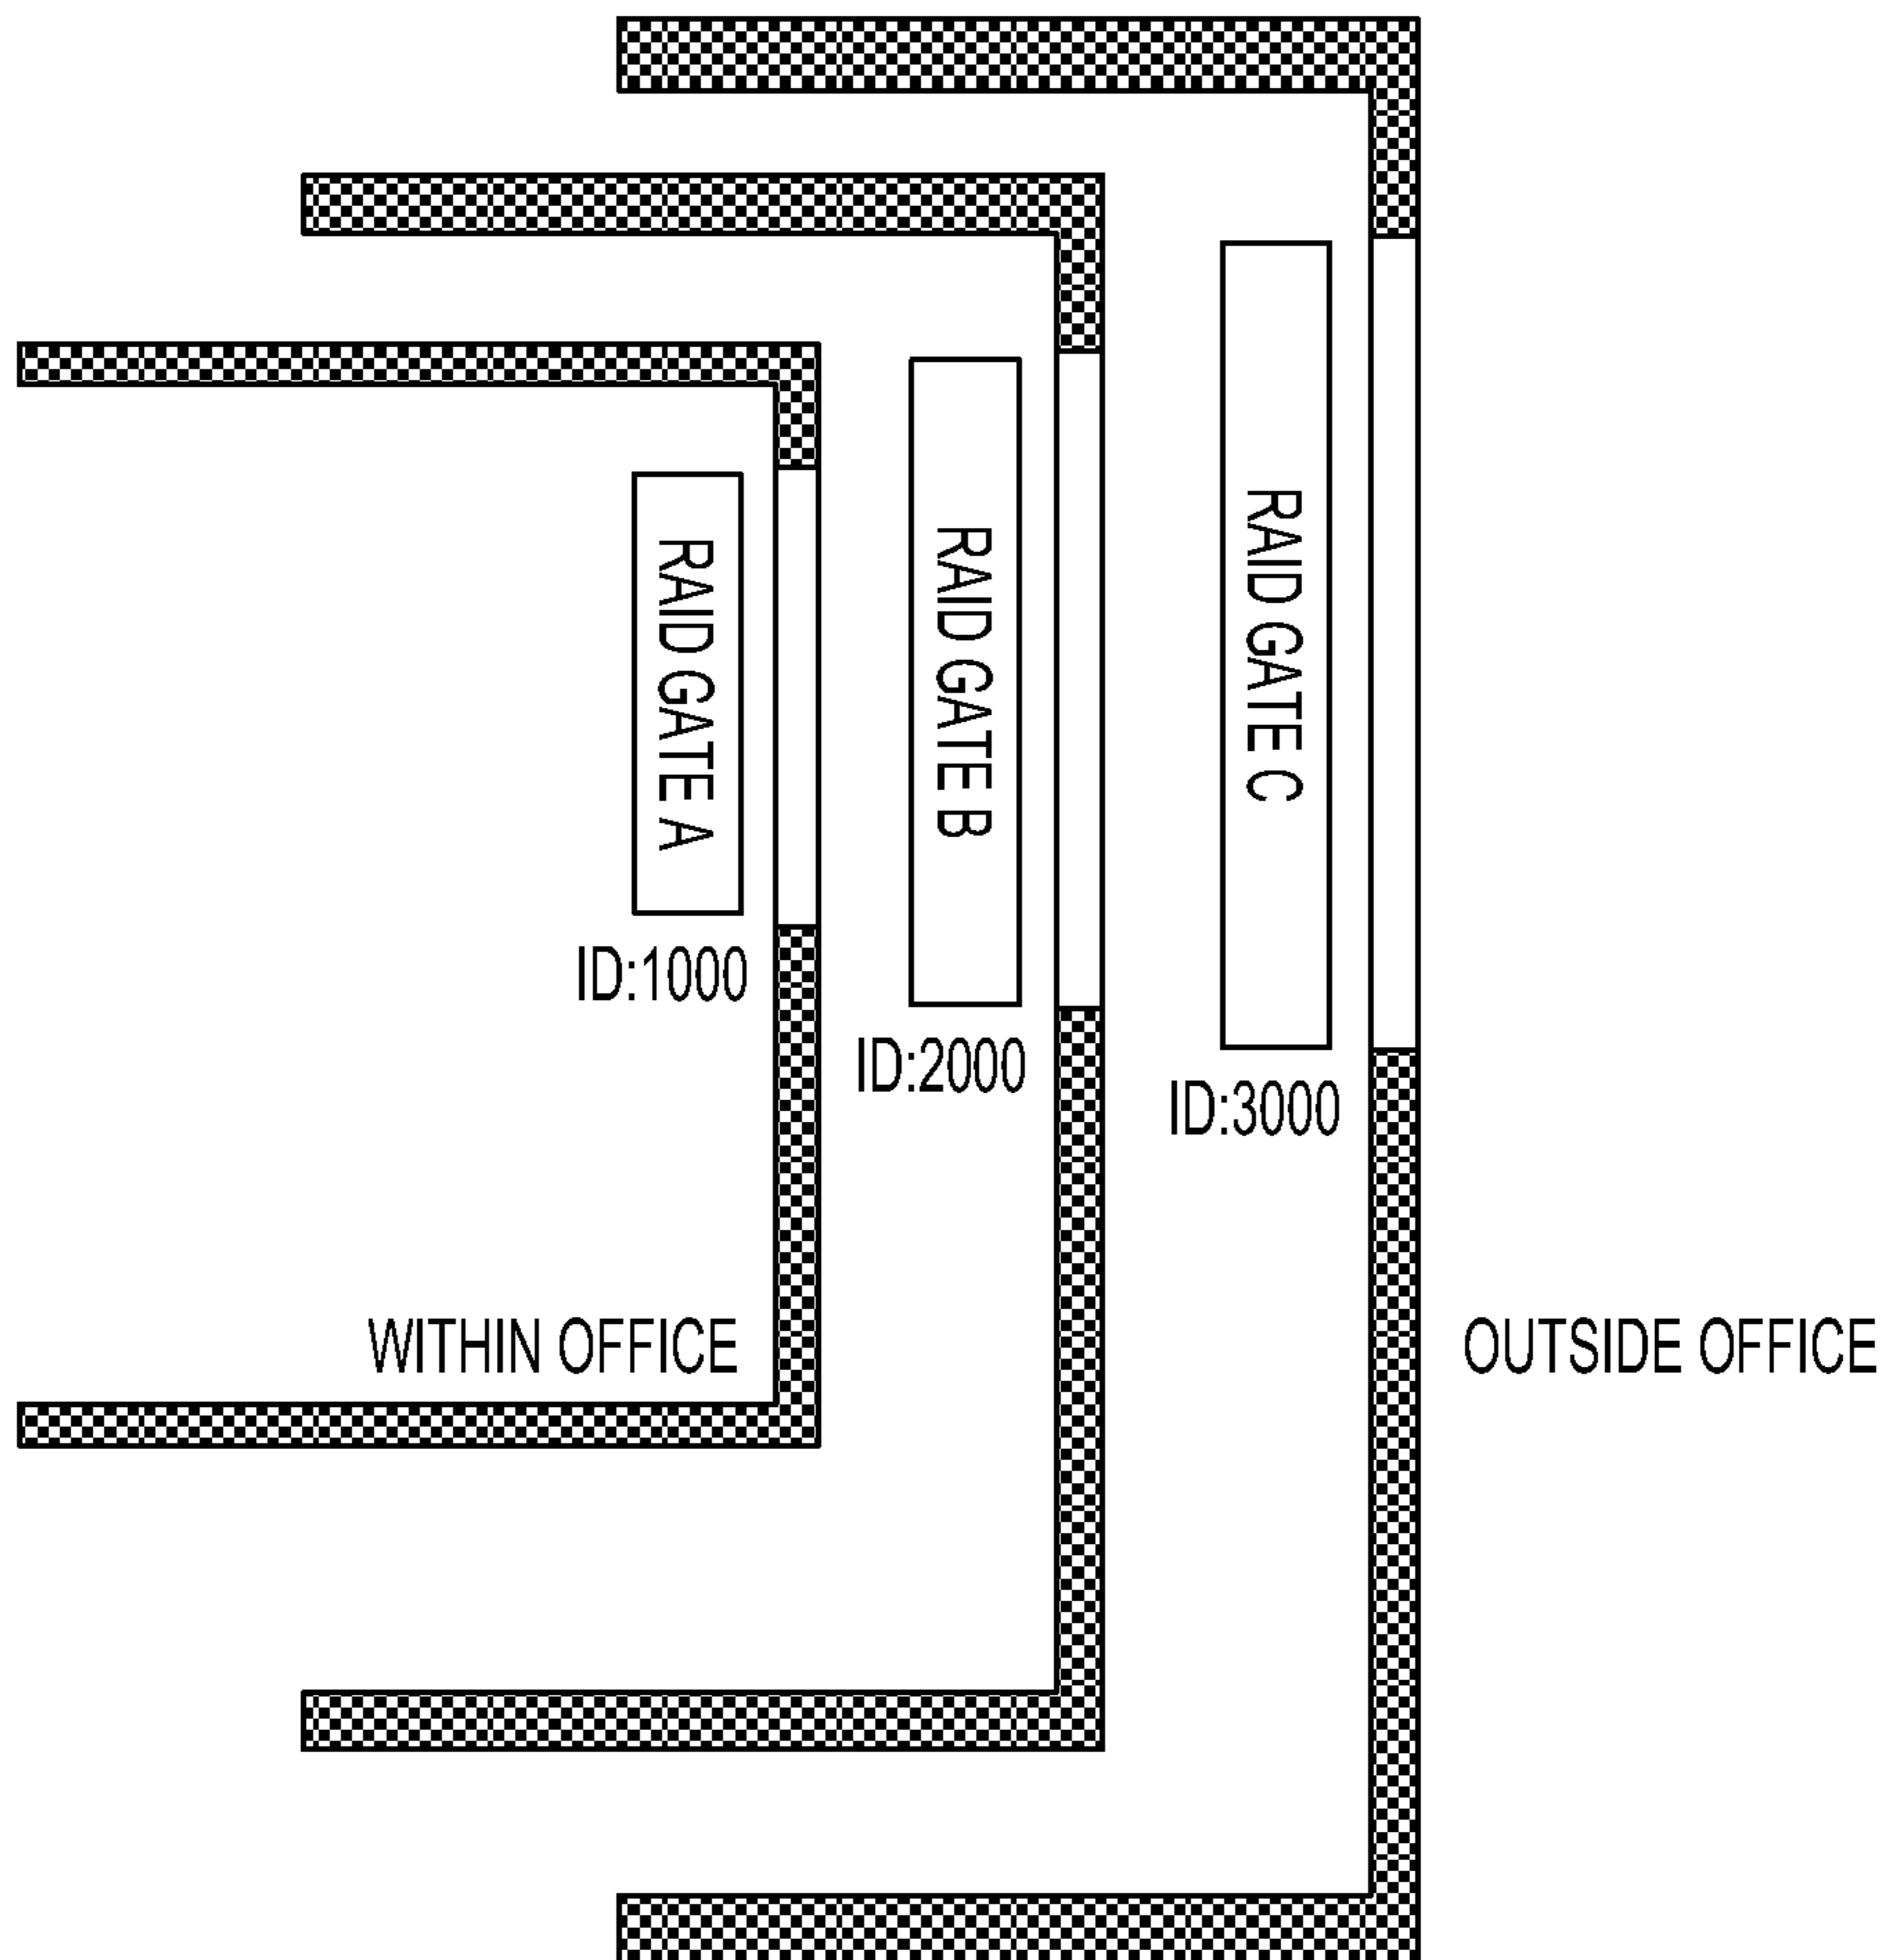 RAID GATE A
ID:1000
RAID GATE B
ID:2000
RAID GATE C
ID:3000
WITHIN OFFICE
OUTSIDE OFFICE